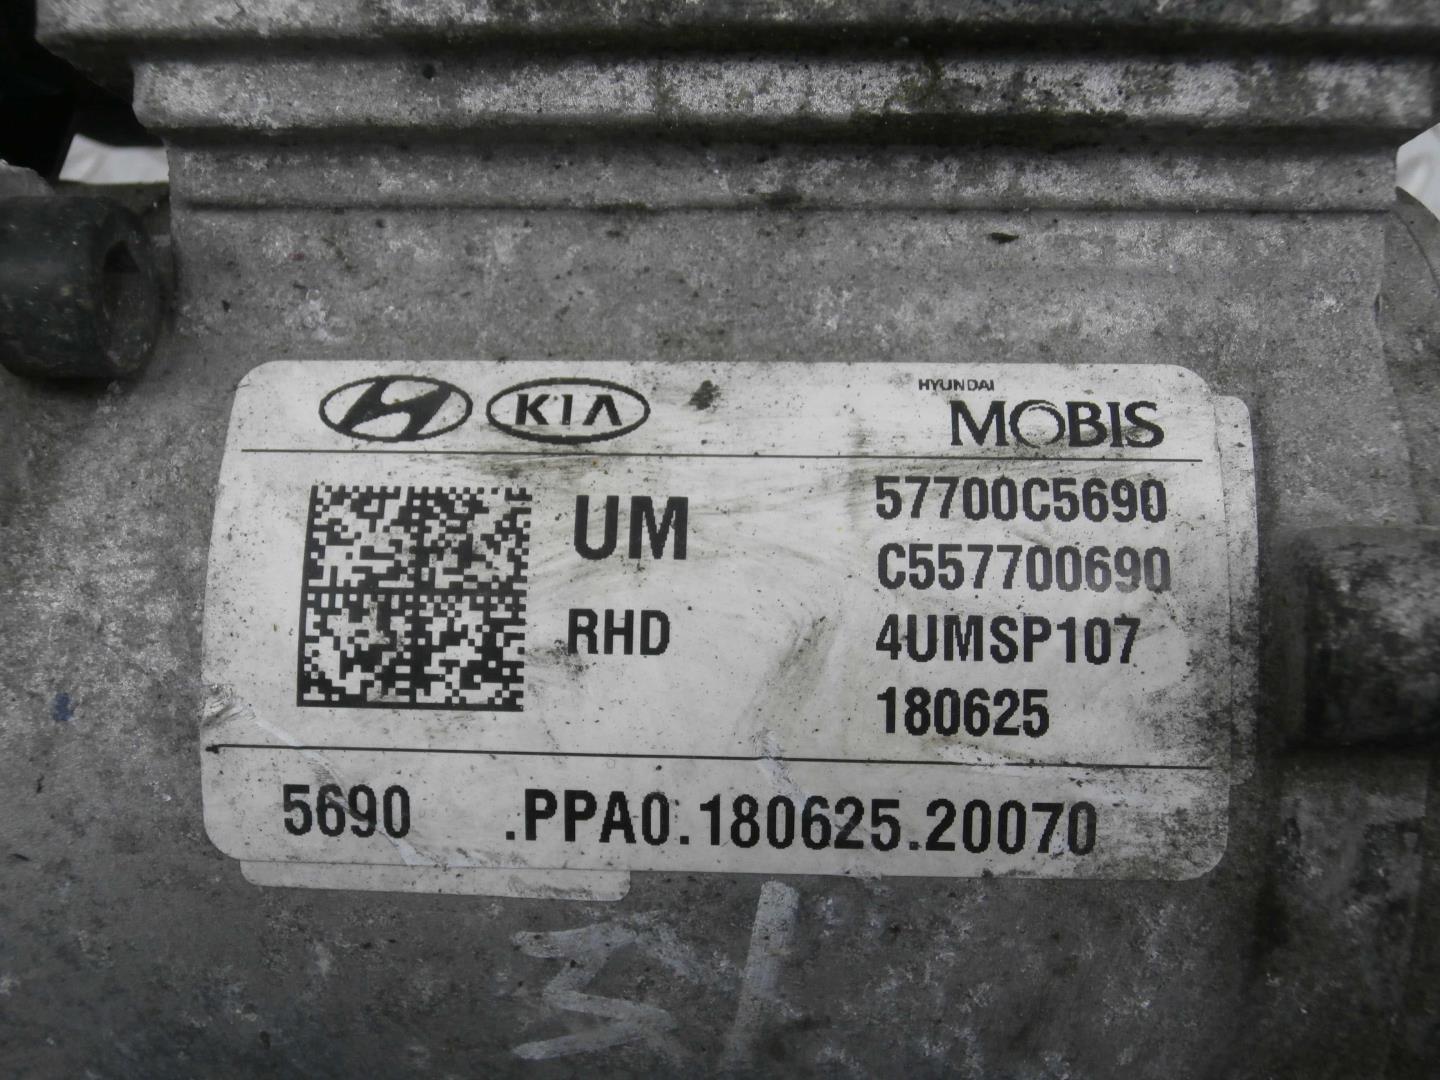 KIA
HYUNDAI
MOBIS
UM
57700C5690
C557700690
RHD
4UMSP107
180625
5690 .PPA0.180625.20070